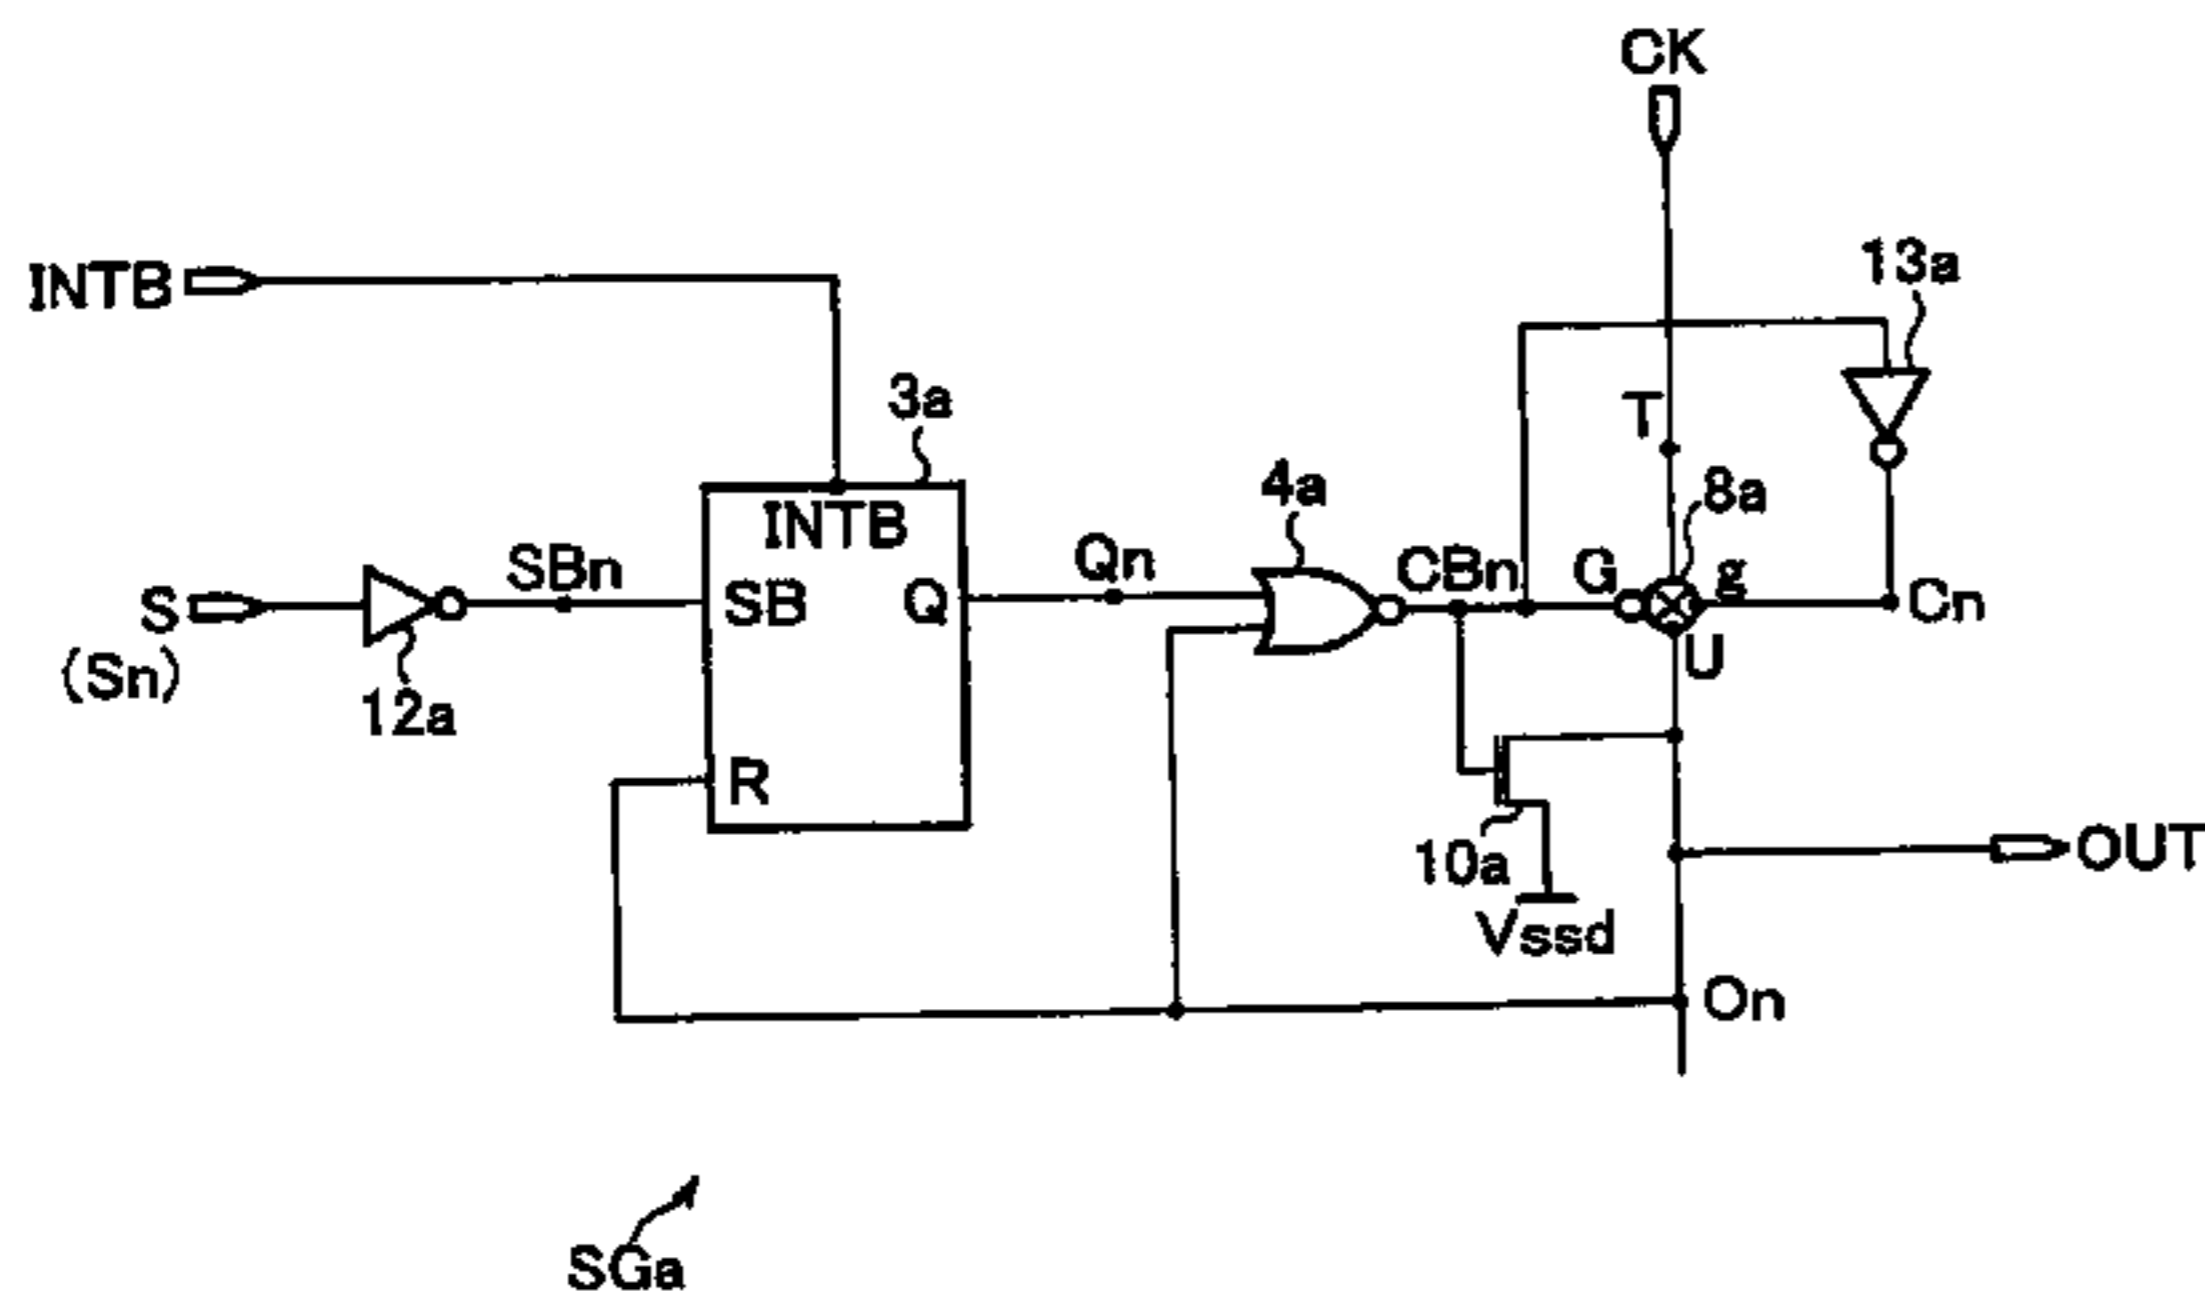 CK
INTB
13a
3a
T
4a
8a
INTB
SBn
SB
Q
Qn
CBn
G
g
Cn
S
(Sn)
12a
U
R
10a
OUT
Vssd
On
SGa